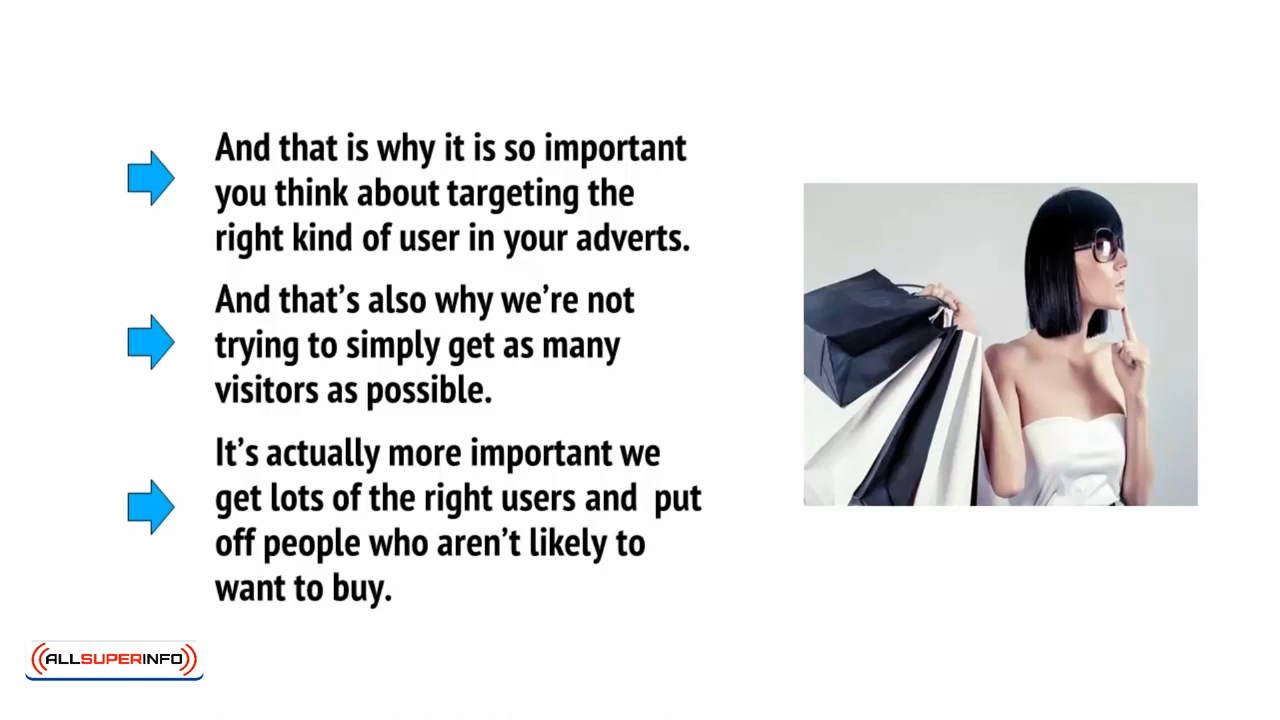 And that is why it is so important
you think about targeting the
right kind of user in your adverts.
And that's also why we're not
trying to simply get as many
visitors as possible.
It's actually more important we
get lots of the right users and  put
off people who aren't likely to
want to buy.
ALLSUPERINFO